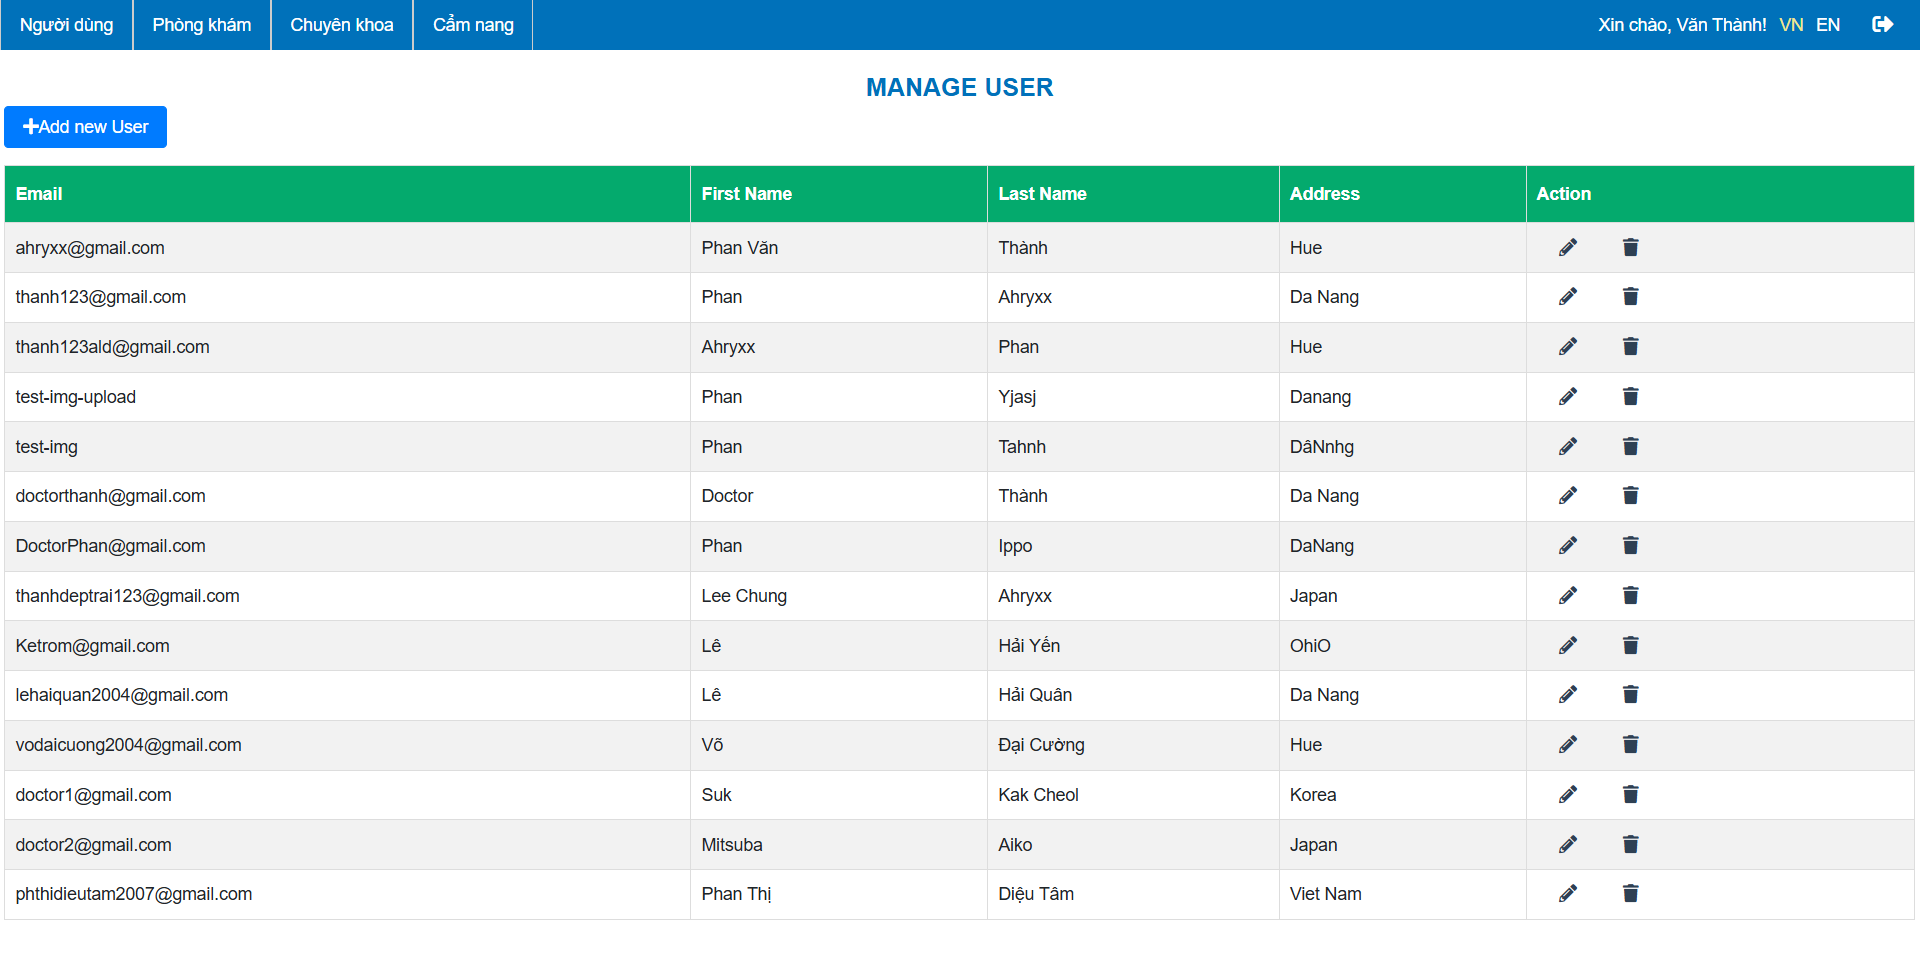 Người dùng Phòng khám Chuyên khoa Cẩm nang Xin chào, Văn Thành! VN EN
MANAGE USER
Add new User
Email First Name Last Name Address Action
ahryxx@gmail.com Phan Văn Thành Hue
thanh123@gmail.com Phan Ahryxx Da Nang
thanh123ald@gmail.com Ahryxx Phan Hue
test-img-upload Phan Yjasj Danang
test-img Phan Tahnh DâNnhg
doctorthanh@gmail.com Doctor Thành Da Nang
DoctorPhan@gmail.com Phan Ippo DaNang
thanhdeptrai123@gmail.com Lee Chung Ahryxx Japan
Ketrom@gmail.com Lê Hải Yến OhiO
lehaiquan2004@gmail.com Lê Hải Quân Da Nang
vodaicuong2004@gmail.com Võ Đại Cường Hue
doctor1@gmail.com Suk Kak Cheol Korea
doctor2@gmail.com Mitsuba Aiko Japan
phthidieutam2007@gmail.com Phan Thị Diệu Tâm Viet Nam